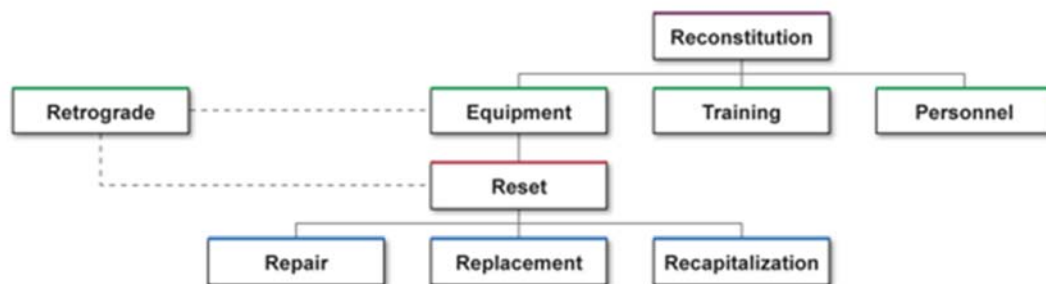 Reconstitution
Retrograde
Equipment
Training
Personnel
Reset
Repair
Replacement
Recapitalization